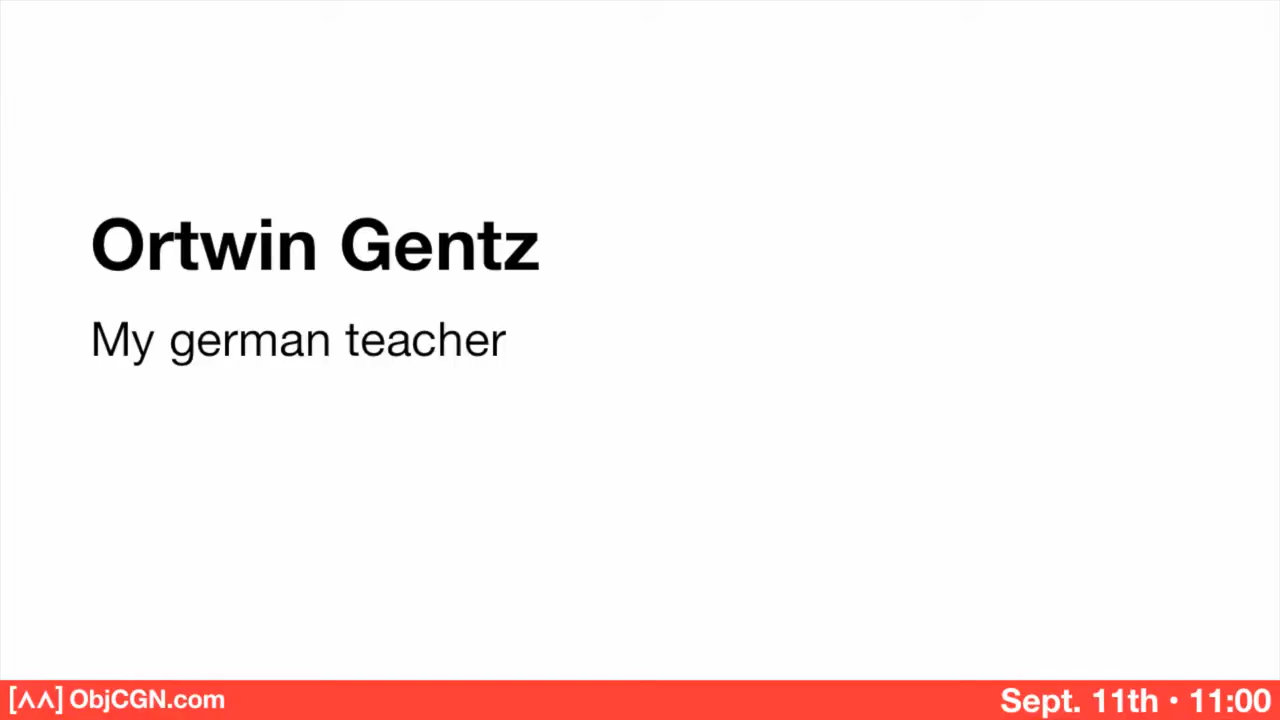 Ortwin Gentz
My german teacher
[ʌʌ] ObjCGN.com
Sept. 11th • 11:00